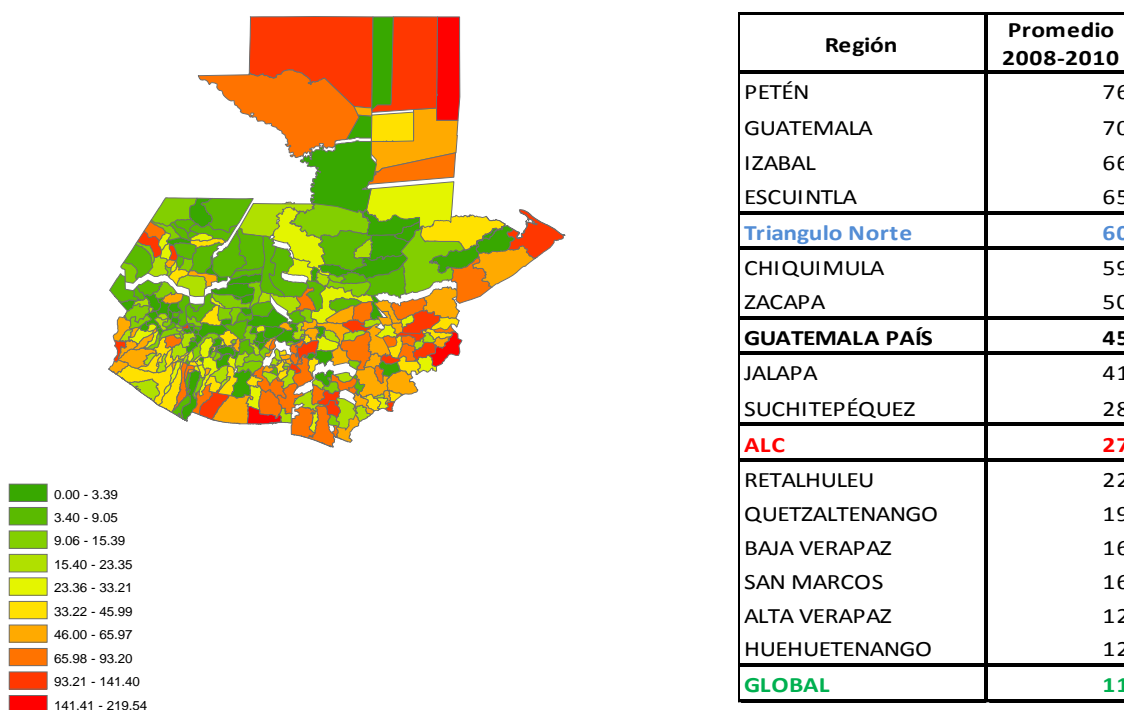 0.00 - 3.39
3.40 - 9.05
9.06 - 15.39
15.40 - 23.35
23.36 - 33.21
33.22 - 45.99
46.00 - 65.97
65.98 - 93.20
93.21 - 141.40
141.41 - 219.54
Región Promedio 2008-2010
PETÉN 76
GUATEMALA 70
IZABAL 66
ESCUINTLA 65
Triangulo Norte 60
CHIQUIMULA 59
ZACAPA 50
GUATEMALA PAÍS 45
JALAPA 41
SUCHITEPÉQUEZ 28
ALC 27
RETALHULEU 22
QUETZALTENANGO 19
BAJA VERAPAZ 16
SAN MARCOS 16
ALTA VERAPAZ 12
HUEHUETENANGO 12
GLOBAL 11